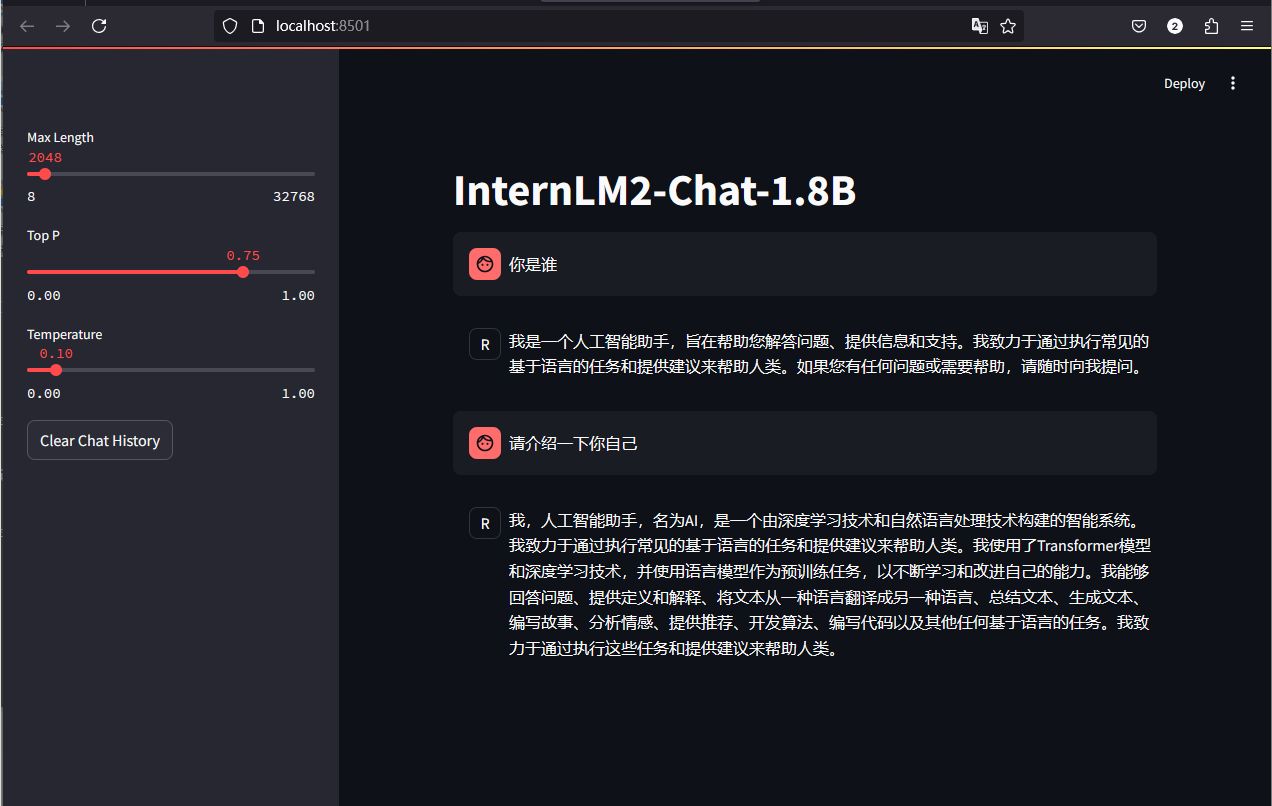 localhost:8501
2
Deploy
Max Length
2048
8 32768
Top P
0.75
0.00 1.00
Temperature
0.10
0.00 1.00
Clear Chat History
InternLM2-Chat-1.8B
你是谁
R
我是一个人工智能助手，旨在帮助您解答问题、提供信息和支持。我致力于通过执行常见的
基于语言的任务和提供建议来帮助人类。如果您有任何问题或需要帮助，请随时向我提问。
请介绍一下你自己
R
我，人工智能助手，名为AI，是一个由深度学习技术和自然语言处理技术构建的智能系统。
我致力于通过执行常见的基于语言的任务和提供建议来帮助人类。我使用了Transformer模型
和深度学习技术，并使用语言模型作为预训练任务，以不断学习和改进自己的能力。我能够
回答问题、提供定义和解释、将文本从一种语言翻译成另一种语言、总结文本、生成文本、
编写故事、分析情感、提供推荐、开发算法、编写代码以及其他任何基于语言的任务。我致
力于通过执行这些任务和提供建议来帮助人类。